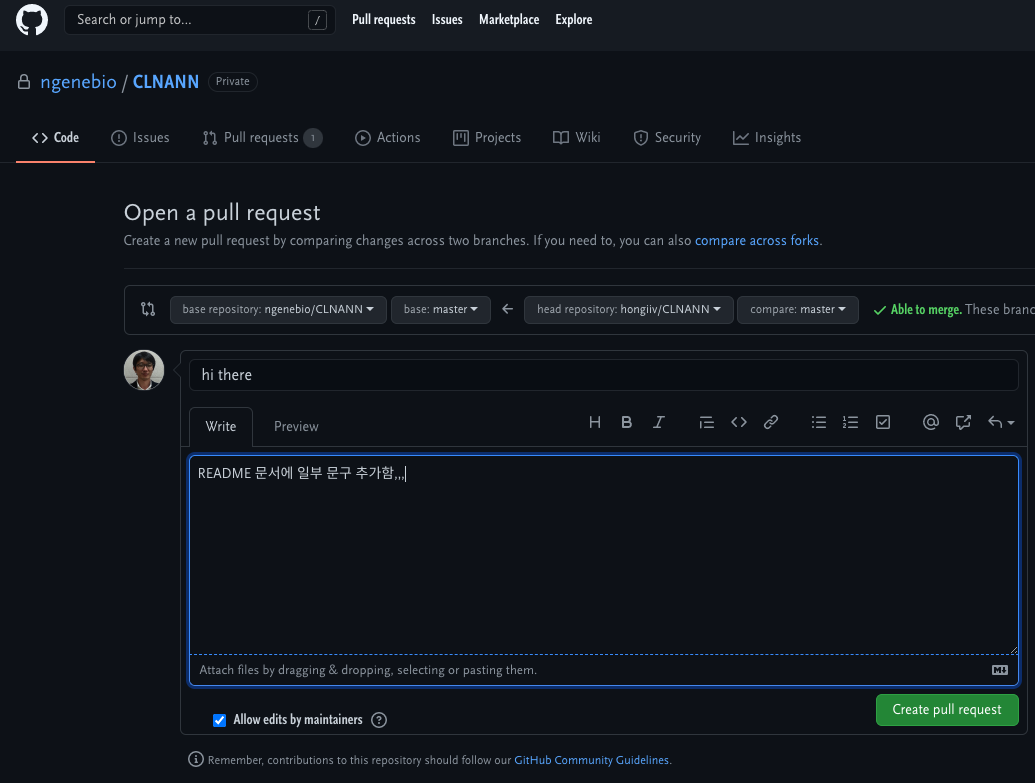 Search or jump to... /
Pull requests Issues Marketplace Explore
ngenebio / CLNANN Private
Code Issues Pull requests 1 Actions Projects Wiki Security Insights
Open a pull request
Create a new pull request by comparing changes across two branches. If you need to, you can also compare across forks.
base repository: ngenebio/CLNANN base: master ← head repository: hongiiv/CLNANN compare: master Able to merge. These branc
hi there
Write Preview
README 문서에 일부 문구 추가함,,,
Attach files by dragging & dropping, selecting or pasting them.
Allow edits by maintainers
Create pull request
Remember, contributions to this repository should follow our GitHub Community Guidelines.